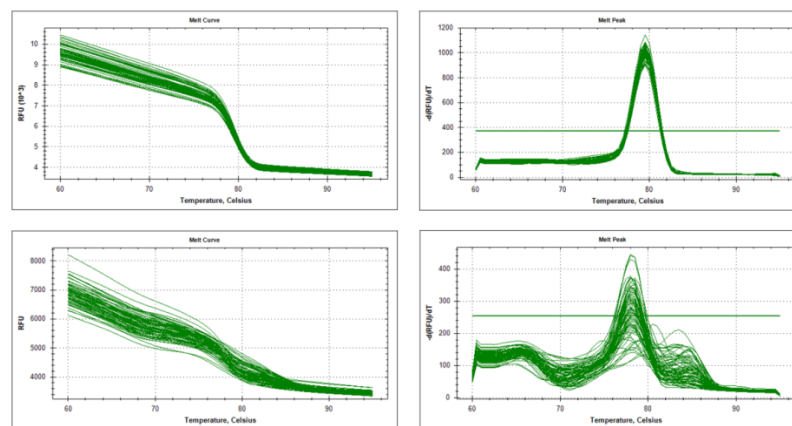 Melt Curve
RFU (10^3)
10
9
8
7
6
5
4
60 70 80 90
Temperature, Celsius
Melt Peak
-d(RFU)/dT
1200
1000
800
600
400
200
0
60 70 80 90
Temperature, Celsius
Melt Curve
RFU
8000
7000
6000
5000
4000
60 70 80 90
Temperature, Celsius
Melt Peak
-d(RFU)/dT
400
300
200
100
0
60 70 80 90
Temperature, Celsius